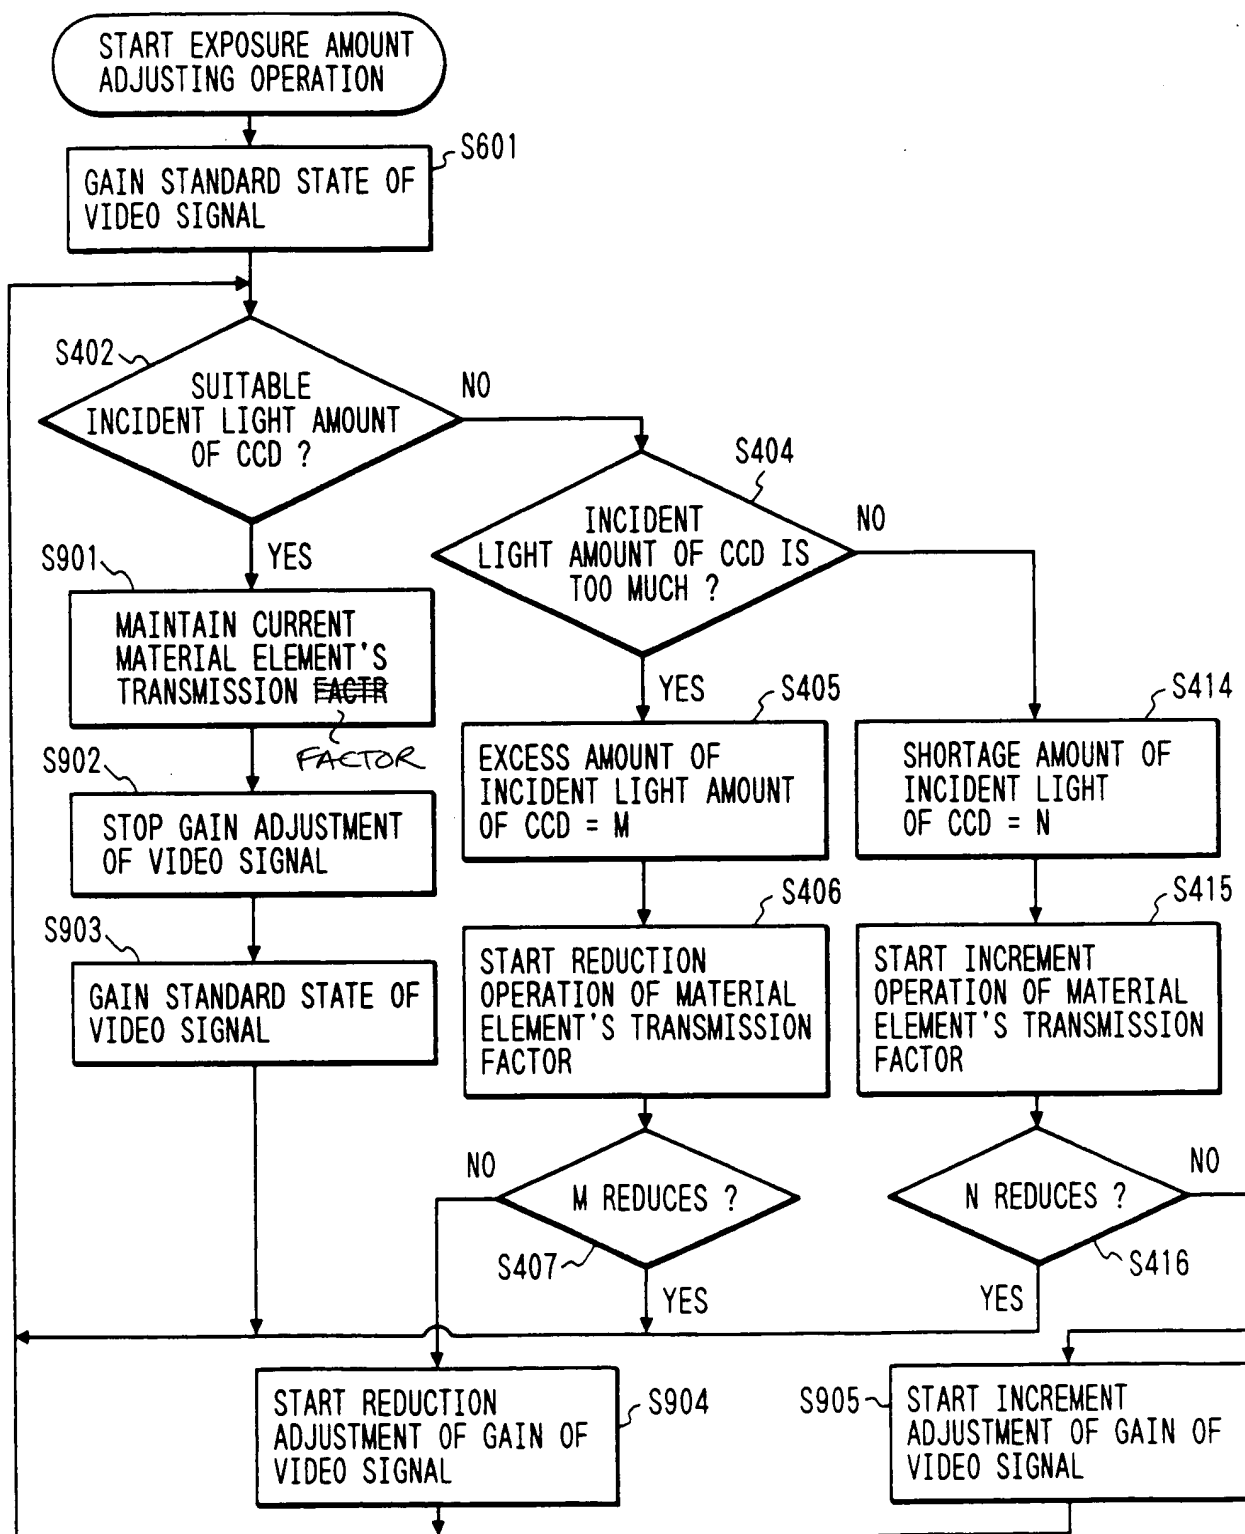 START EXPOSURE AMOUNT
ADJUSTING OPERATION
S601
GAIN STANDARD STATE OF
VIDEO SIGNAL
S402
SUITABLE
INCIDENT LIGHT AMOUNT
OF CCD ?
NO
YES
S404
INCIDENT
LIGHT AMOUNT OF CCD IS
TOO MUCH ?
NO
YES
S901
MAINTAIN CURRENT
MATERIAL ELEMENT'S
TRANSMISSION FACTR
FACTOR
S405
EXCESS AMOUNT OF
INCIDENT LIGHT AMOUNT
OF CCD = M
S414
SHORTAGE AMOUNT OF
INCIDENT LIGHT
OF CCD = N
S902
STOP GAIN ADJUSTMENT
OF VIDEO SIGNAL
S406
START REDUCTION
OPERATION OF MATERIAL
ELEMENT'S TRANSMISSION
FACTOR
S415
START INCREMENT
OPERATION OF MATERIAL
ELEMENT'S TRANSMISSION
FACTOR
S903
GAIN STANDARD STATE OF
VIDEO SIGNAL
NO
M REDUCES ?
S407
YES
NO
N REDUCES ?
S416
YES
START REDUCTION
ADJUSTMENT OF GAIN OF
VIDEO SIGNAL
S904
S905
START INCREMENT
ADJUSTMENT OF GAIN OF
VIDEO SIGNAL